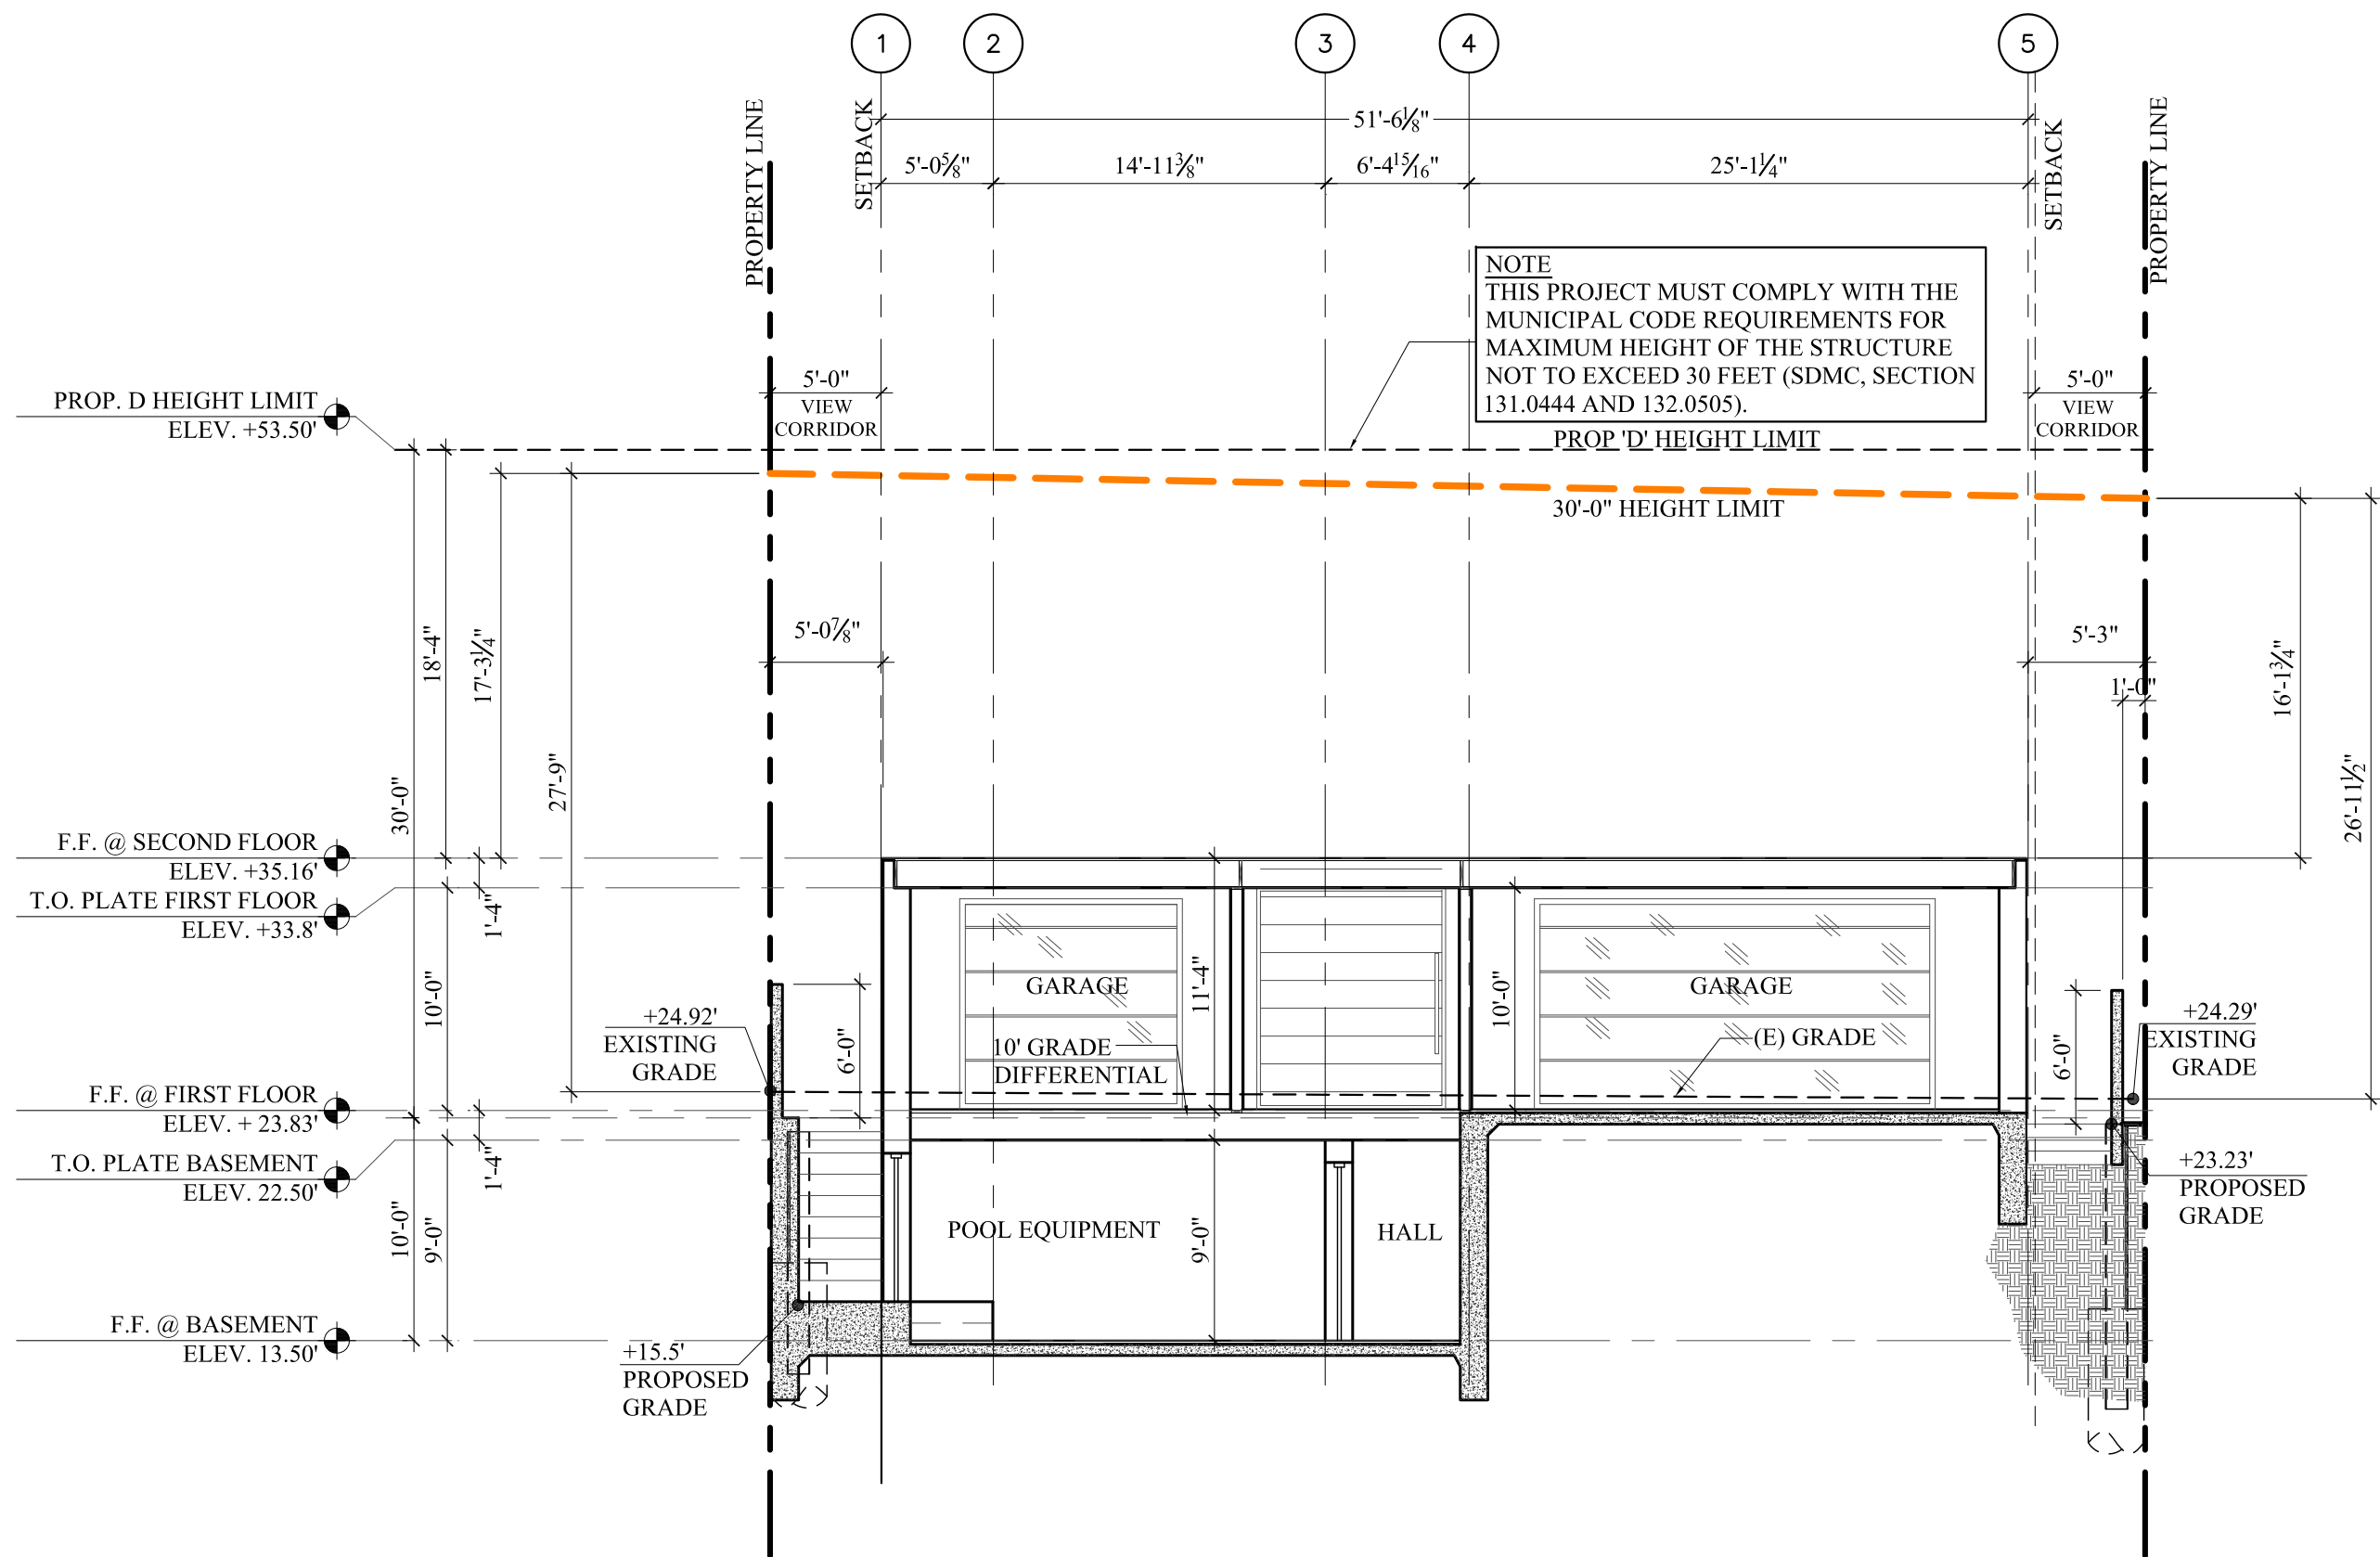 1
2
3
4
5
PROPERTY LINE
SETBACK
51'-6⅛"
5'-0⅝"
14'-11⅜"
6'-4¹⁵⁄₁₆"
25'-1¼"
SETBACK
PROPERTY LINE
NOTE
THIS PROJECT MUST COMPLY WITH THE
MUNICIPAL CODE REQUIREMENTS FOR
MAXIMUM HEIGHT OF THE STRUCTURE
NOT TO EXCEED 30 FEET (SDMC, SECTION
131.0444 AND 132.0505).
5'-0"
VIEW
CORRIDOR
5'-0"
VIEW
CORRIDOR
PROP. D HEIGHT LIMIT
ELEV. +53.50'
PROP 'D' HEIGHT LIMIT
30'-0" HEIGHT LIMIT
18'-4"
17'-3¼"
5'-0⅞"
5'-3"
1'-0"
16'-1¾"
30'-0"
27'-9"
26'-11½"
F.F. @ SECOND FLOOR
ELEV. +35.16'
T.O. PLATE FIRST FLOOR
ELEV. +33.8'
1'-4"
10'-0"
11'-4"
10'-0"
GARAGE
GARAGE
+24.92'
EXISTING
GRADE
6'-0"
10' GRADE
DIFFERENTIAL
(E) GRADE
6'-0"
+24.29'
EXISTING
GRADE
F.F. @ FIRST FLOOR
ELEV. + 23.83'
T.O. PLATE BASEMENT
ELEV. 22.50'
1'-4"
10'-0"
9'-0"
POOL EQUIPMENT
9'-0"
HALL
+23.23'
PROPOSED
GRADE
F.F. @ BASEMENT
ELEV. 13.50'
+15.5'
PROPOSED
GRADE